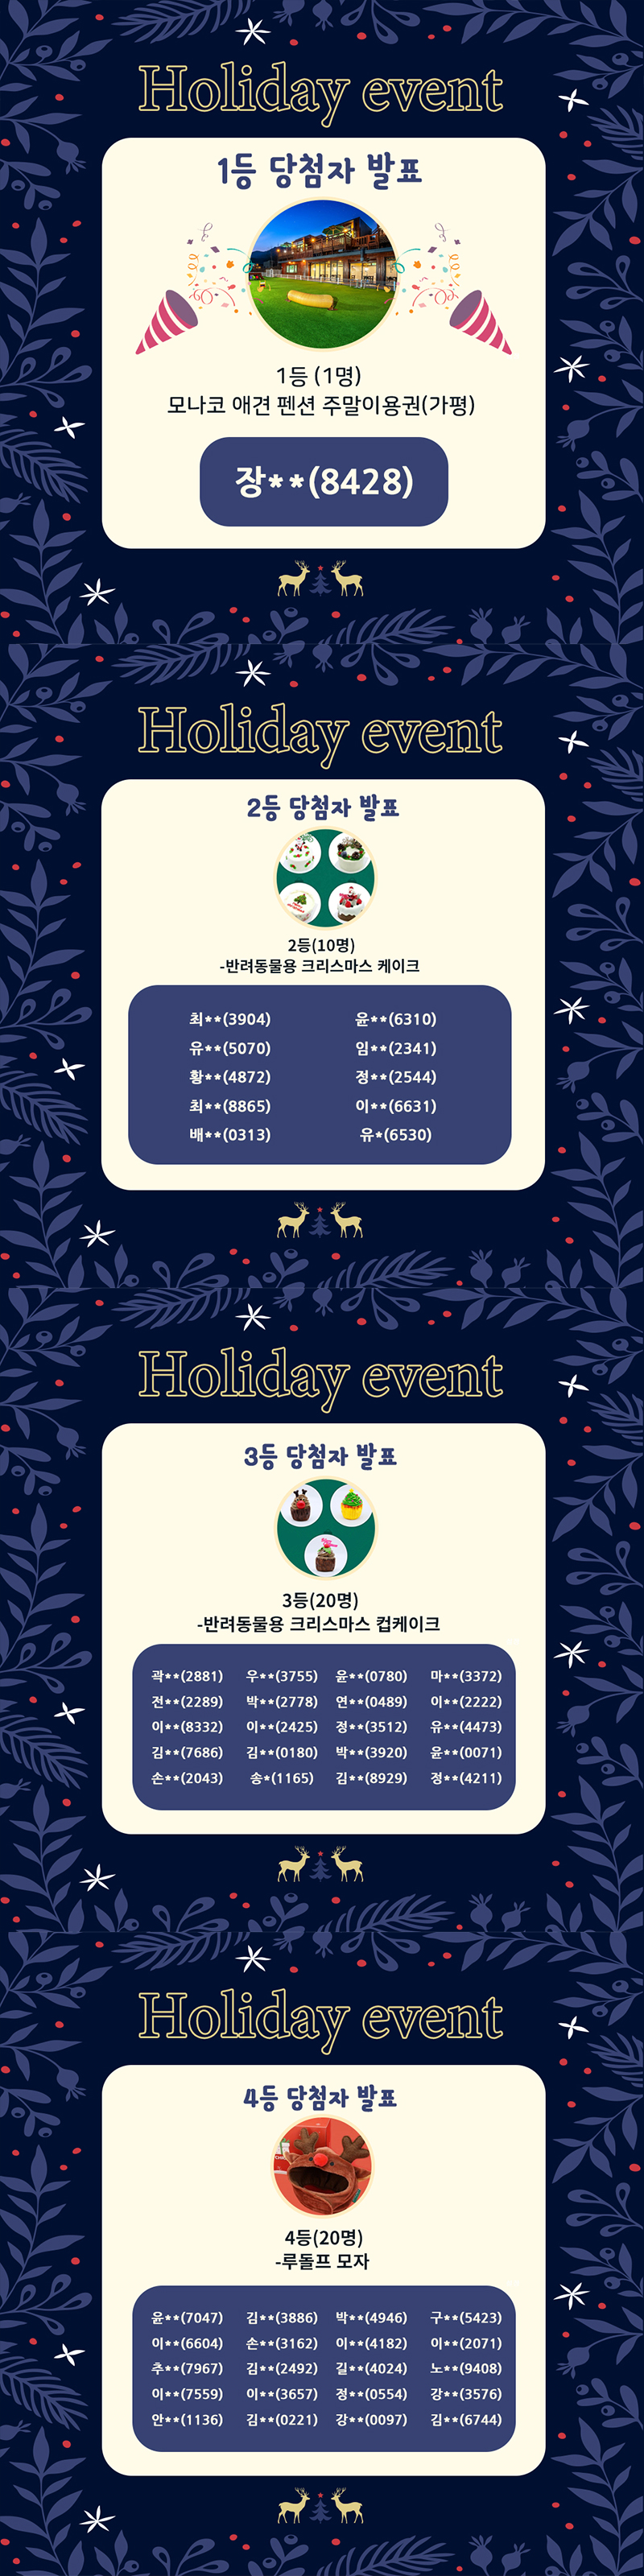 Holiday event
1등 당첨자 발표
1등 (1명)
모나코 애견 펜션 주말이용권(가평)
장**(8428)
Holiday event
2등 당첨자 발표
2등(10명)
-반려동물용 크리스마스 케이크
최**(3904) 윤**(6310)
유**(5070) 임**(2341)
황**(4872) 정**(2544)
최**(8865) 이**(6631)
배**(0313) 유*(6530)
Holiday event
3등 당첨자 발표
3등(20명)
-반려동물용 크리스마스 컵케이크
곽**(2881) 우**(3755) 윤**(0780) 마**(3372)
전**(2289) 박**(2778) 연**(0489) 이**(2222)
이**(8332) 이**(2425) 정**(3512) 유**(4473)
김**(7686) 김**(0180) 박**(3920) 윤**(0071)
손**(2043) 송*(1165) 김**(8929) 정**(4211)
Holiday event
4등 당첨자 발표
4등(20명)
-루돌프 모자
윤**(7047) 김**(3886) 박**(4946) 구**(5423)
이**(6604) 손**(3162) 이**(4182) 이**(2071)
추**(7967) 김**(2492) 길**(4024) 노**(9408)
이**(7559) 이**(3657) 정**(0554) 강**(3576)
안**(1136) 김**(0221) 강**(0097) 김**(6744)